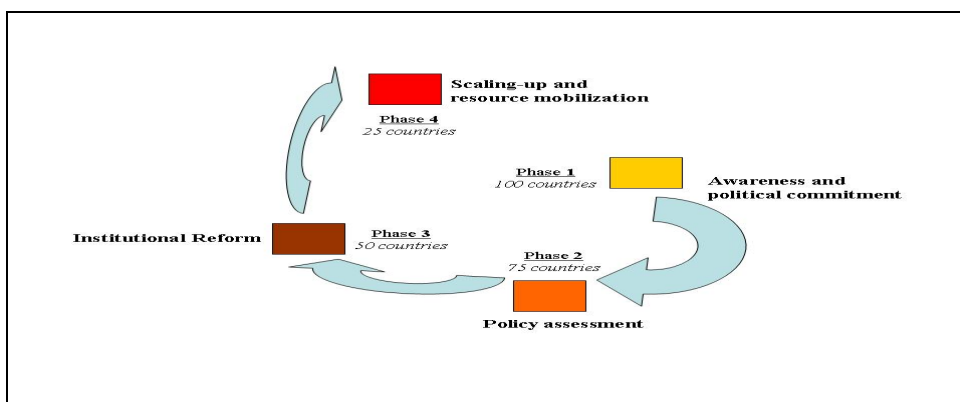 Scaling-up and
resource mobilization
Phase 4
25 countries
Phase 1
100 countries
Awareness and
political commitment
Institutional Reform
Phase 3
50 countries
Phase 2
75 countries
Policy assessment